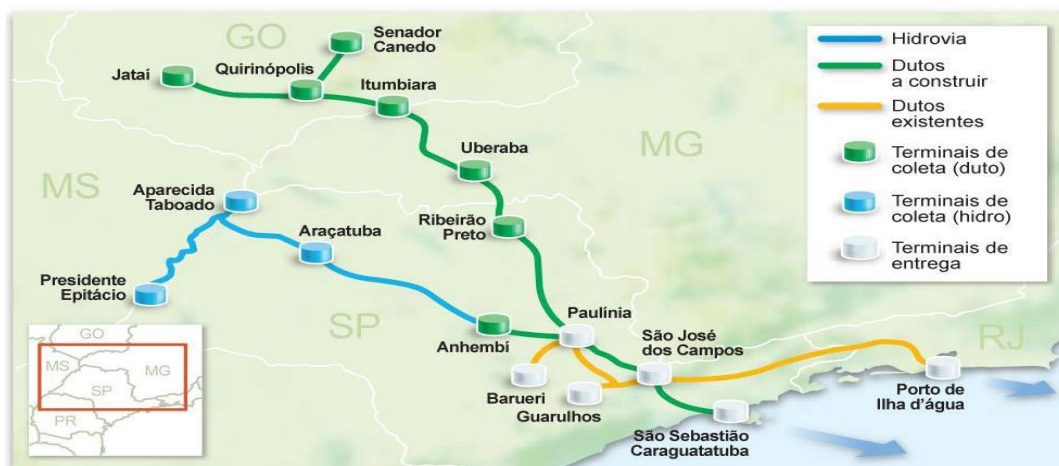 GO
Senador
Canedo
Jataí
Quirinópolis
Itumbiara
Uberaba
MG
MS
Aparecida
Taboado
Ribeirão
Preto
Araçatuba
Presidente
Epitácio
SP
Paulínia
Anhembí
São José
dos Campos
RJ
Barueri
Guarulhos
Porto de
Ilha d'água
São Sebastião
Caraguatatuba
Hidrovia
Dutos
a construir
Dutos
existentes
Terminais de
coleta (duto)
Terminais de
coleta (hidro)
Terminais de
entrega
GO
MS
MG
SP
PR